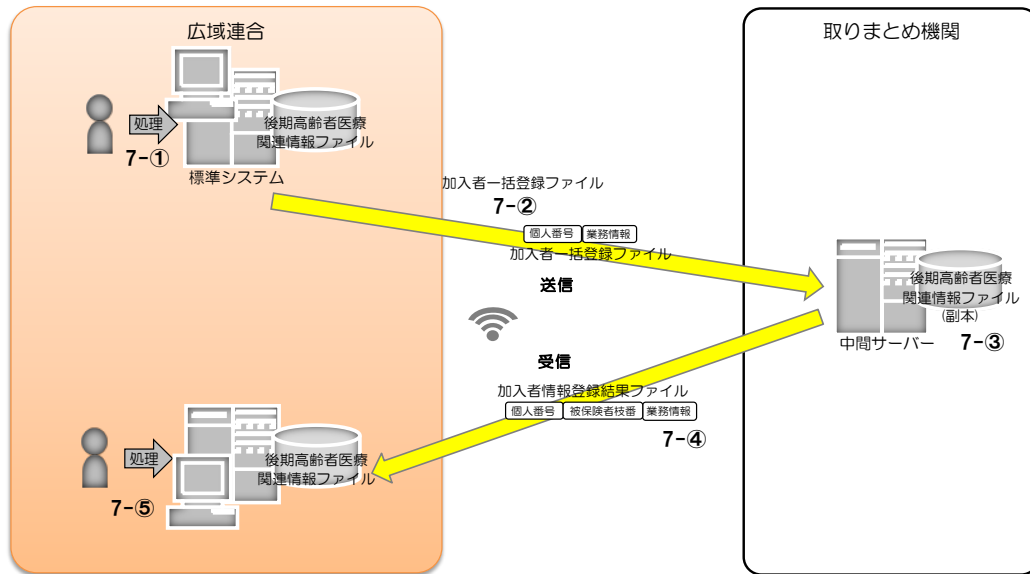 広域連合
取りまとめ機関
処理
7-①
後期高齢者医療
関連情報ファイル
標準システム
加入者一括登録ファイル
7-②
個人番号 業務情報
加入者一括登録ファイル
送信
後期高齢者医療
関連情報ファイル
(副本)
中間サーバー
7-③
受信
加入者情報登録結果ファイル
個人番号 被保険者枝番 業務情報
7-④
処理
7-⑤
後期高齢者医療
関連情報ファイル